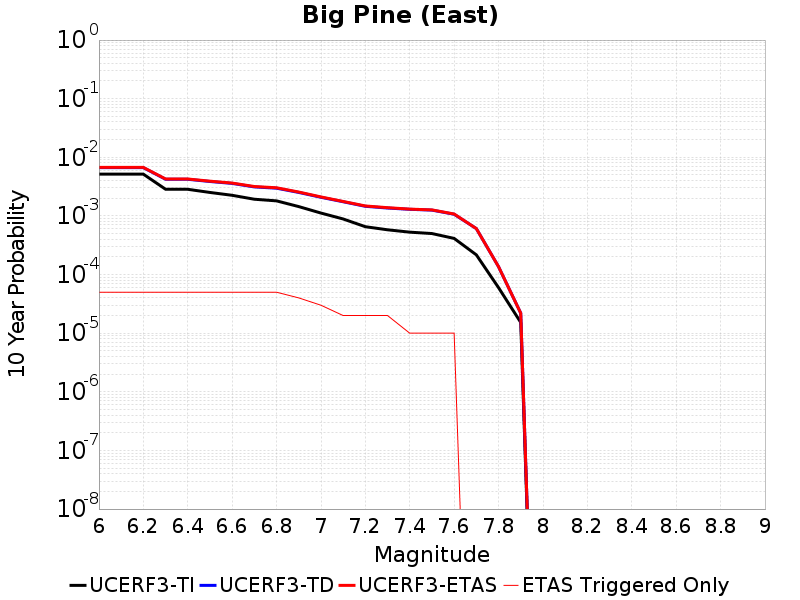 Big Pine (East)
10^0
10^-1
10^-2
10^-3
10^-4
10^-5
10^-6
10^-7
10^-8
10 Year Probability
6 6.2 6.4 6.6 6.8 7 7.2 7.4 7.6 7.8 8 8.2 8.4 8.6 8.8 9
Magnitude
UCERF3-TI UCERF3-TD UCERF3-ETAS ETAS Triggered Only